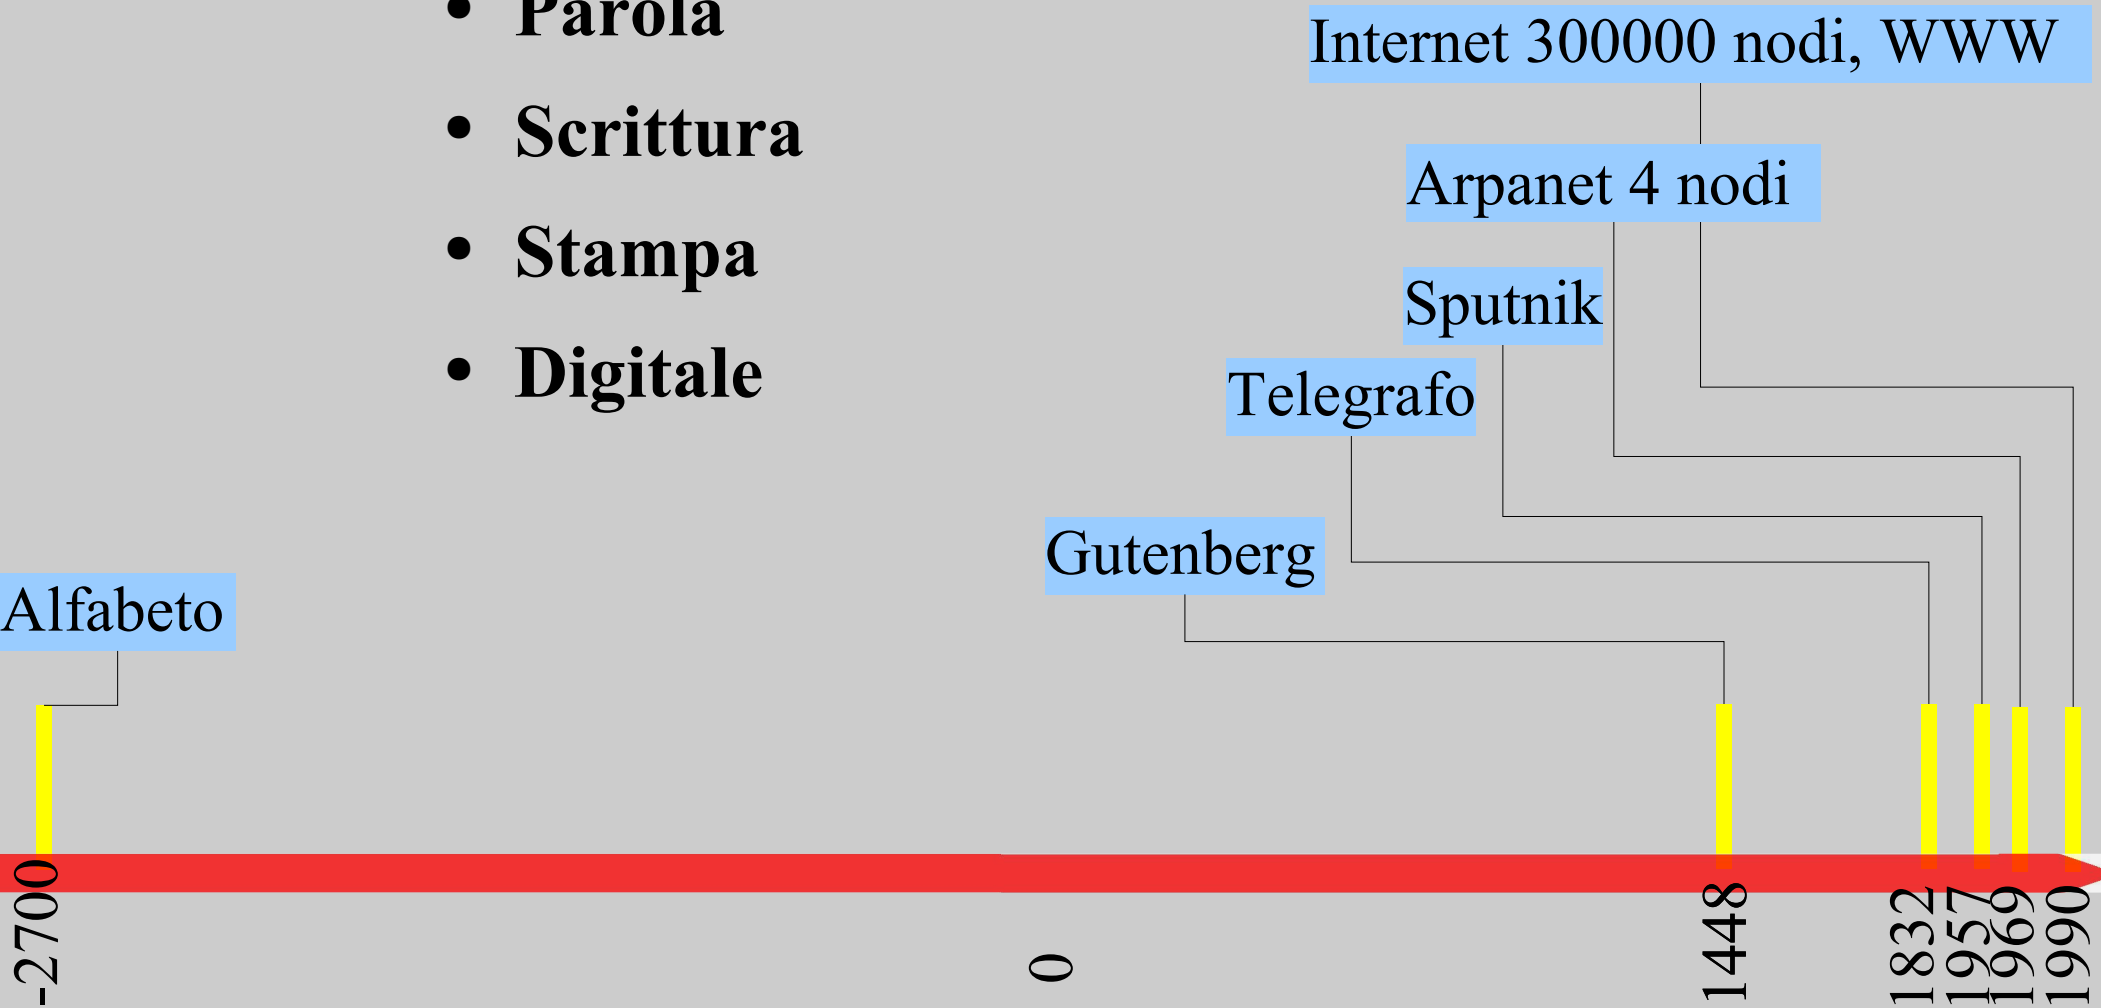 Parola
Scrittura
Stampa
Digitale
Internet 300000 nodi, WWW
Arpanet 4 nodi
Sputnik
Telegrafo
Gutenberg
Alfabeto
-2700
0
1448
1832
1957
1969
1990